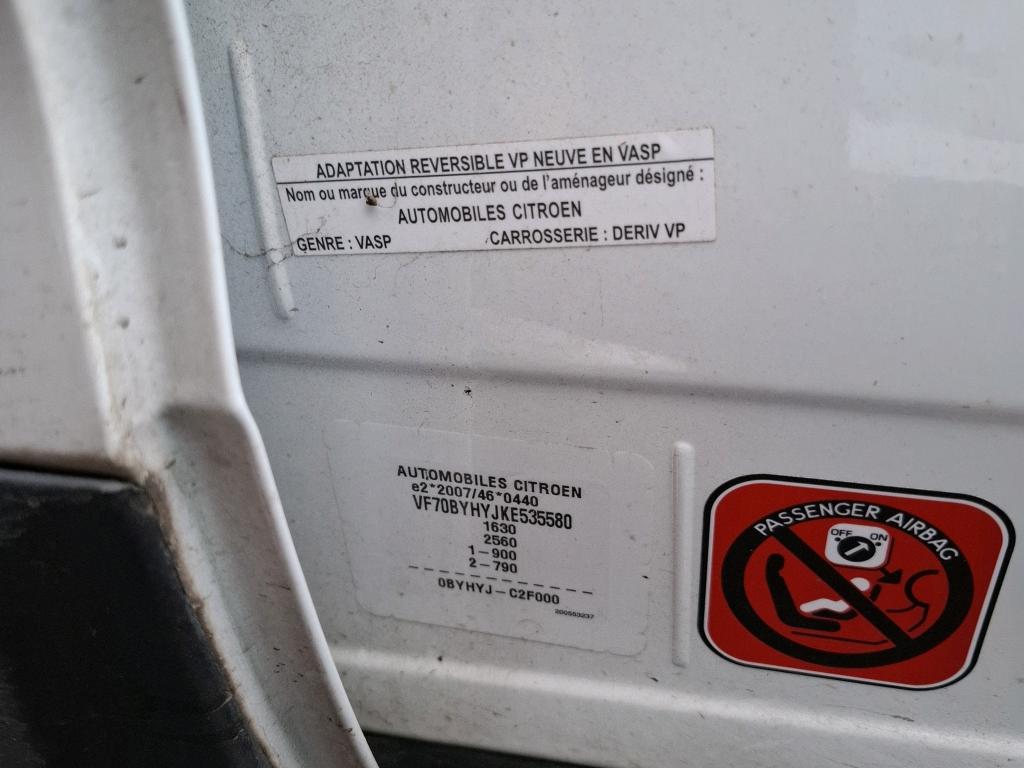 ADAPTATION REVERSIBLE VP NEUVE EN VASP
Nom ou marque du constructeur ou de l'aménageur désigné :
AUTOMOBILES CITROEN
GENRE : VASP CARROSSERIE : DERIV VP
AUTOMOBILES CITROEN
e2*2007/46*0440
VF70BYHYJKE535580
1630
2560
1-900
2-790
0BYHYJ-C2F000
200553237
PASSENGER AIRBAG
OFF ON